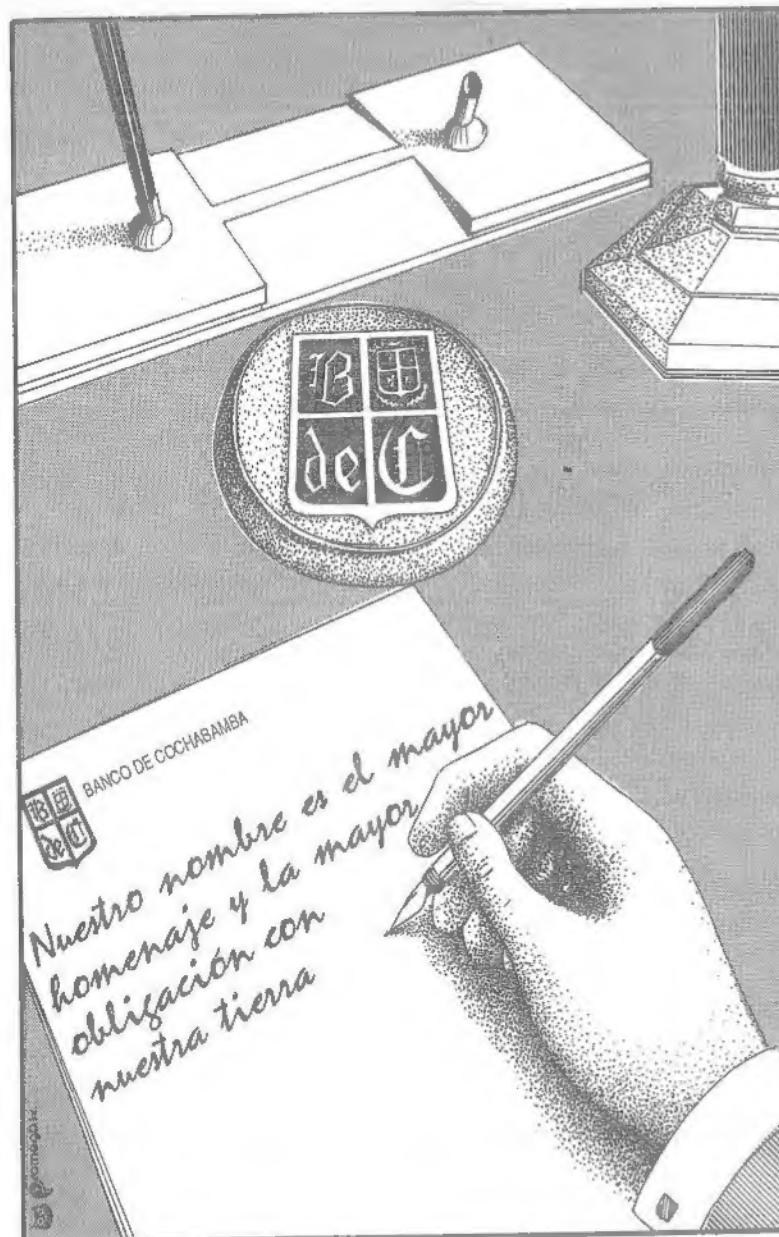 B
de C
BANCO DE COCHABAMBA
B
de C
Nuestro nombre es el mayor
homenaje y la mayor
obligación con
nuestra tierra